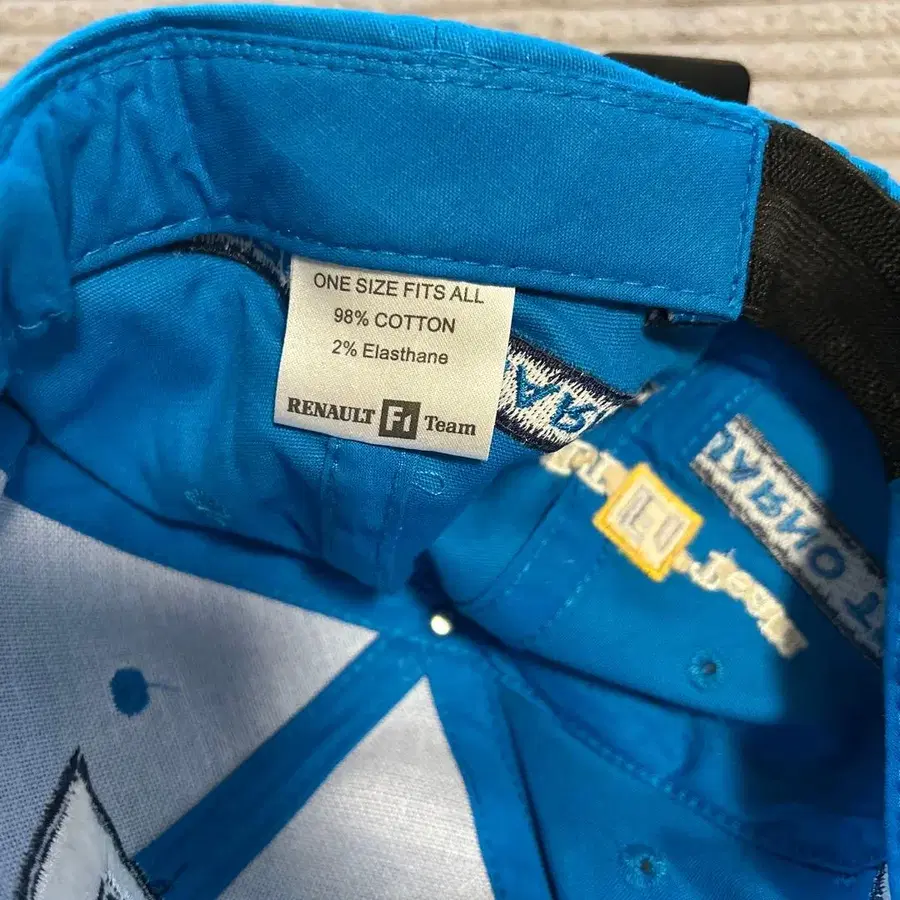 ONE SIZE FITS ALL
98% COTTON
2% Elasthane
RENAULT F1 Team